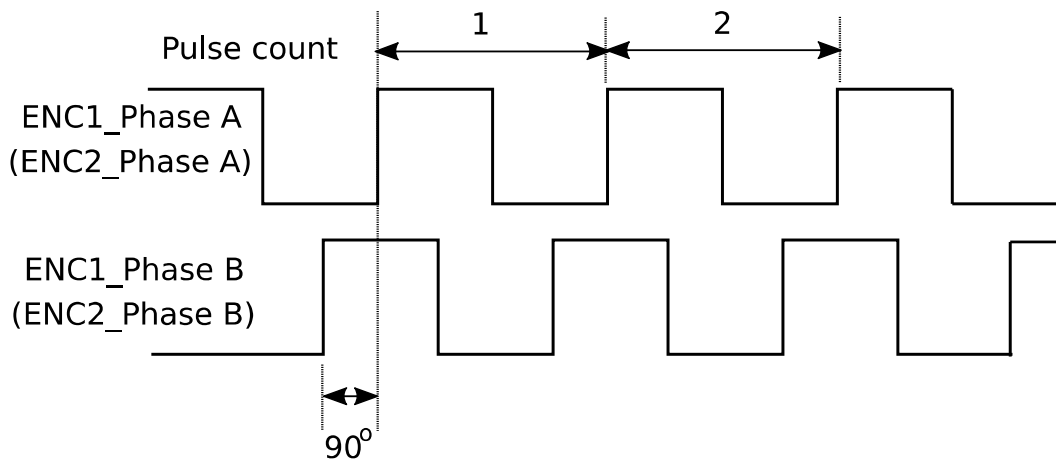 1
2
Pulse count
ENC1_Phase A
(ENC2_Phase A)
ENC1_Phase B
(ENC2_Phase B)
90°